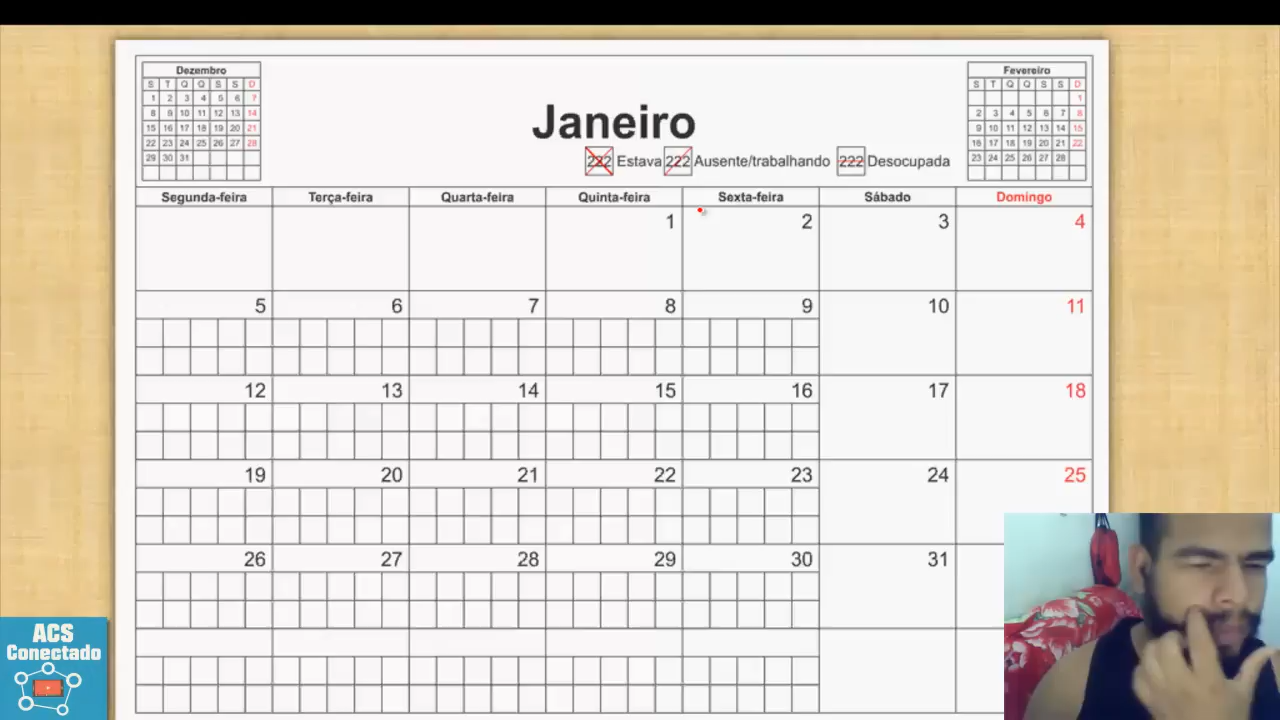 Dezembro
S T Q Q S S D
1 2 3 4 5 6 7
8 9 10 11 12 13 14
15 16 17 18 19 20 21
22 23 24 25 26 27 28
29 30 31
Janeiro
222 Estava 222 Ausente/trabalhando 222 Desocupada
Fevereiro
S T Q Q S S D
1
2 3 4 5 6 7 8
9 10 11 12 13 14 15
16 17 18 19 20 21 22
23 24 25 26 27 28
Segunda-feira Terça-feira Quarta-feira Quinta-feira Sexta-feira Sábado Domingo
1 2 3 4
5 6 7 8 9 10 11
12 13 14 15 16 17 18
19 20 21 22 23 24 25
26 27 28 29 30 31
ACS
Conectado